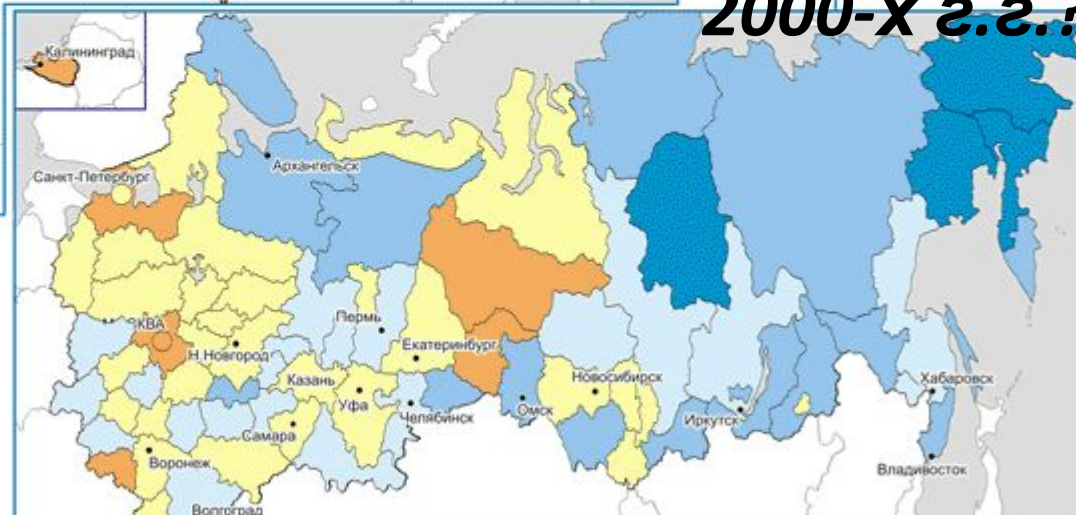 2000-х г.г.:
Калининград
Архангельск
Санкт-Петербург
КВА
Пермь
Н.Новгород
Екатеринбург
Казань
Уфа
Новосибирск
Хабаровск
Челябинск
Омск
Иркутск
Самара
Воронеж
Владивосток
Волгоград